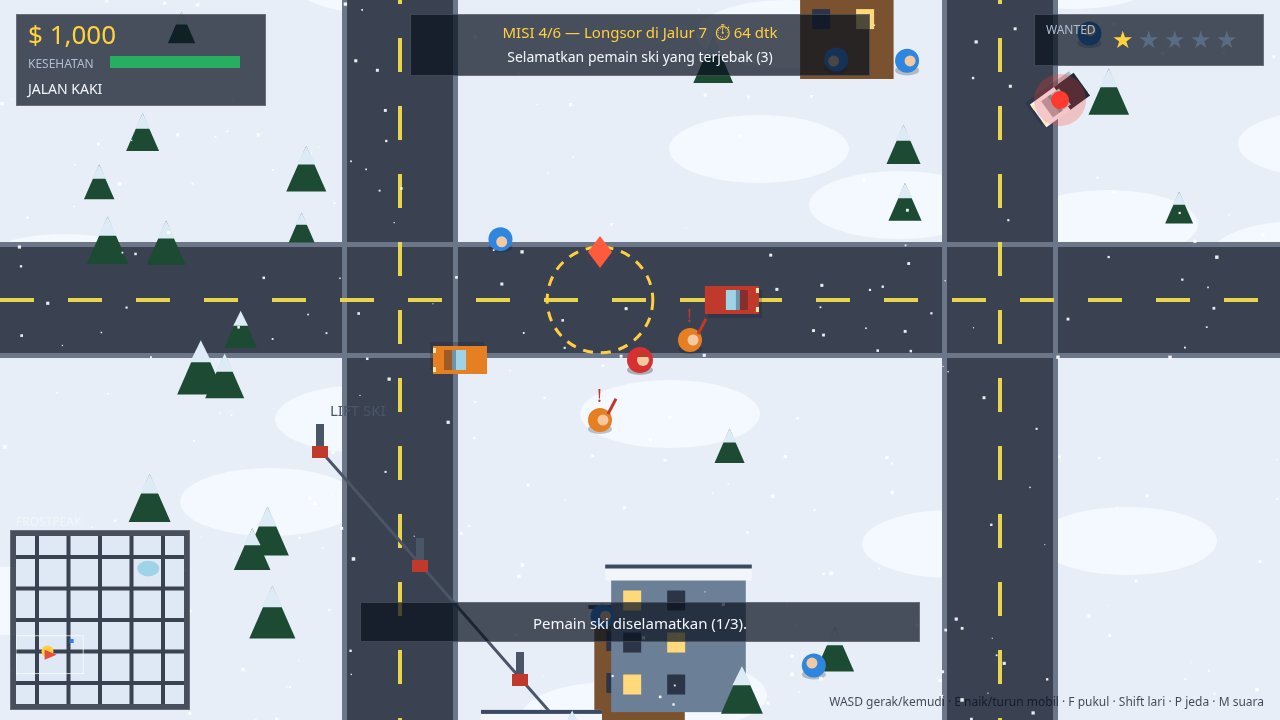 $ 1,000
KESEHATAN
JALAN KAKI
MISI 4/6 — Longsor di Jalur 7 ⏱ 64 dtk
Selamatkan pemain ski yang terjebak (3)
WANTED ★★★★★
!
!
LIFT SKI
FROSTPEAK
Pemain ski diselamatkan (1/3).
WASD gerak/kemudi · E naik/turun mobil · F pukul · Shift lari · P jeda · M suara